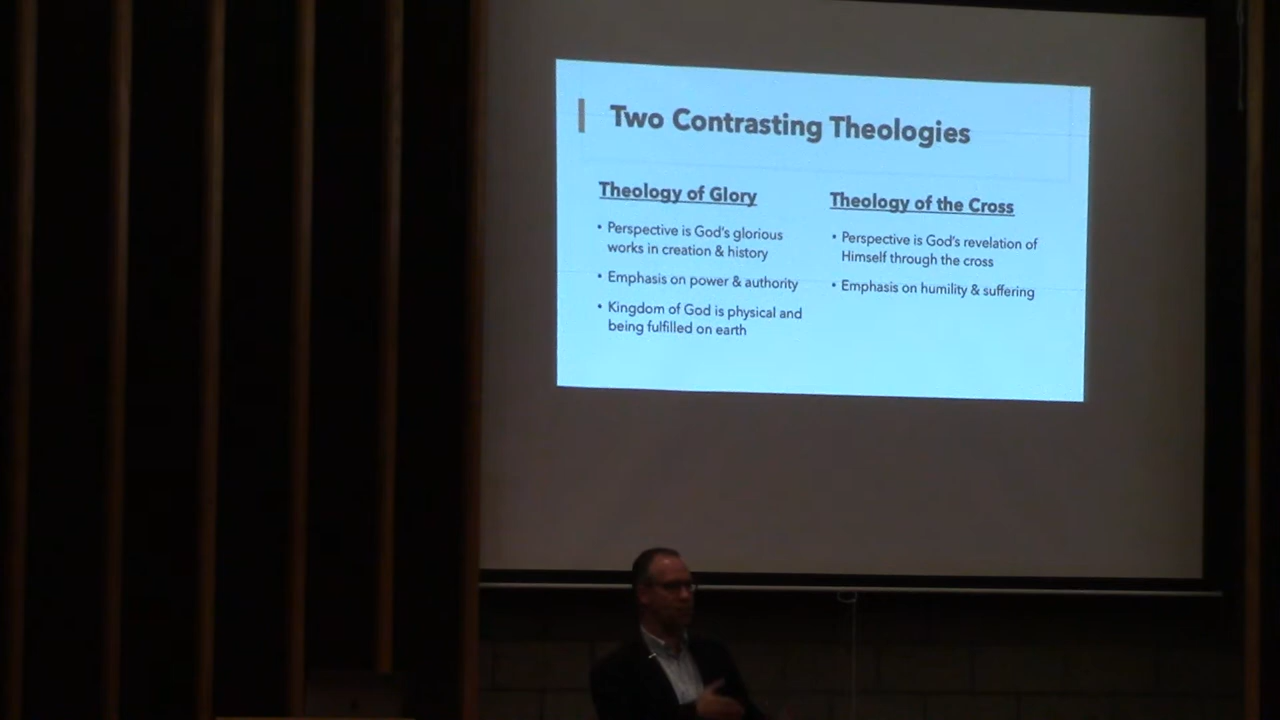 Two Contrasting Theologies
Theology of Glory
• Perspective is God's glorious
works in creation & history
• Emphasis on power & authority
• Kingdom of God is physical and
being fulfilled on earth
Theology of the Cross
• Perspective is God's revelation of
Himself through the cross
• Emphasis on humility & suffering